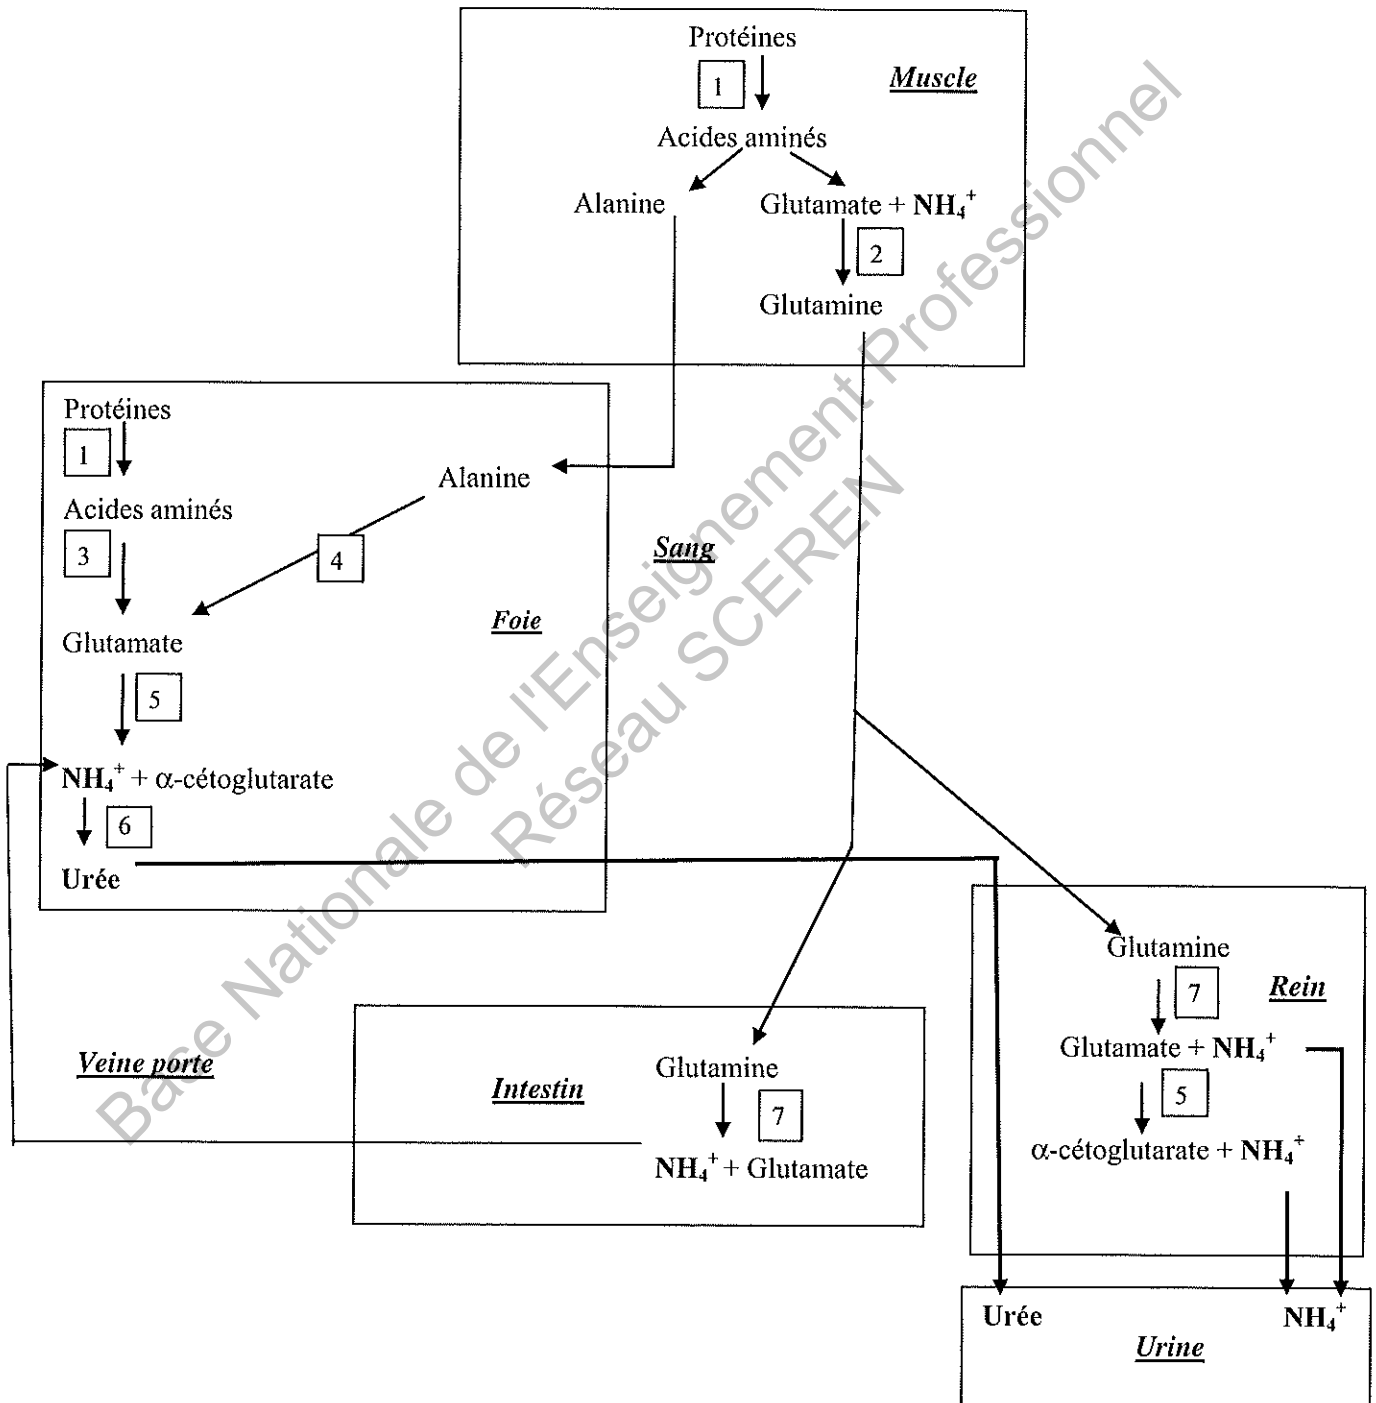 Protéines
1
Muscle
Acides aminés
Alanine
Glutamate + NH₄⁺
2
Glutamine
Protéines
1
Alanine
Acides aminés
3
4
Sang
Foie
Glutamate
5
NH₄⁺ + α-cétoglutarate
6
Urée
Glutamine
7
Rein
Glutamate + NH₄⁺
5
α-cétoglutarate + NH₄⁺
Veine porte
Intestin
Glutamine
7
NH₄⁺ + Glutamate
Urée
NH₄⁺
Urine
Base Nationale de l'Enseignement Professionnel
Réseau SCEREN